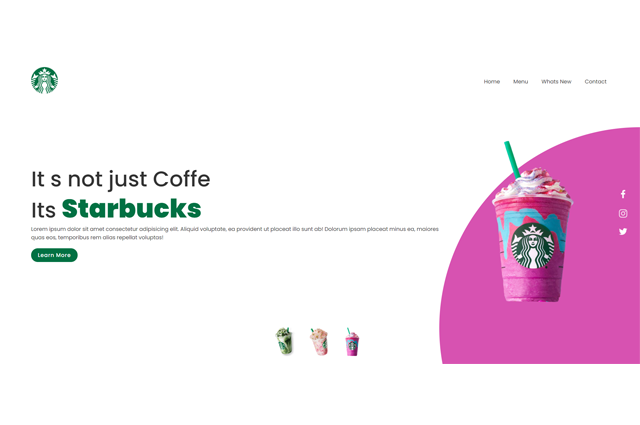 Home Menu Whats New Contact
It s not just Coffe
Its Starbucks
Lorem ipsum dolor sit amet consectetur adipisicing elit. Aliquid voluptate, ea provident ut placeat illo sunt ab! Dolorum ipsam placeat minus ea, maiores
quos eos, temporibus rem alias repellat voluptas!
Learn More